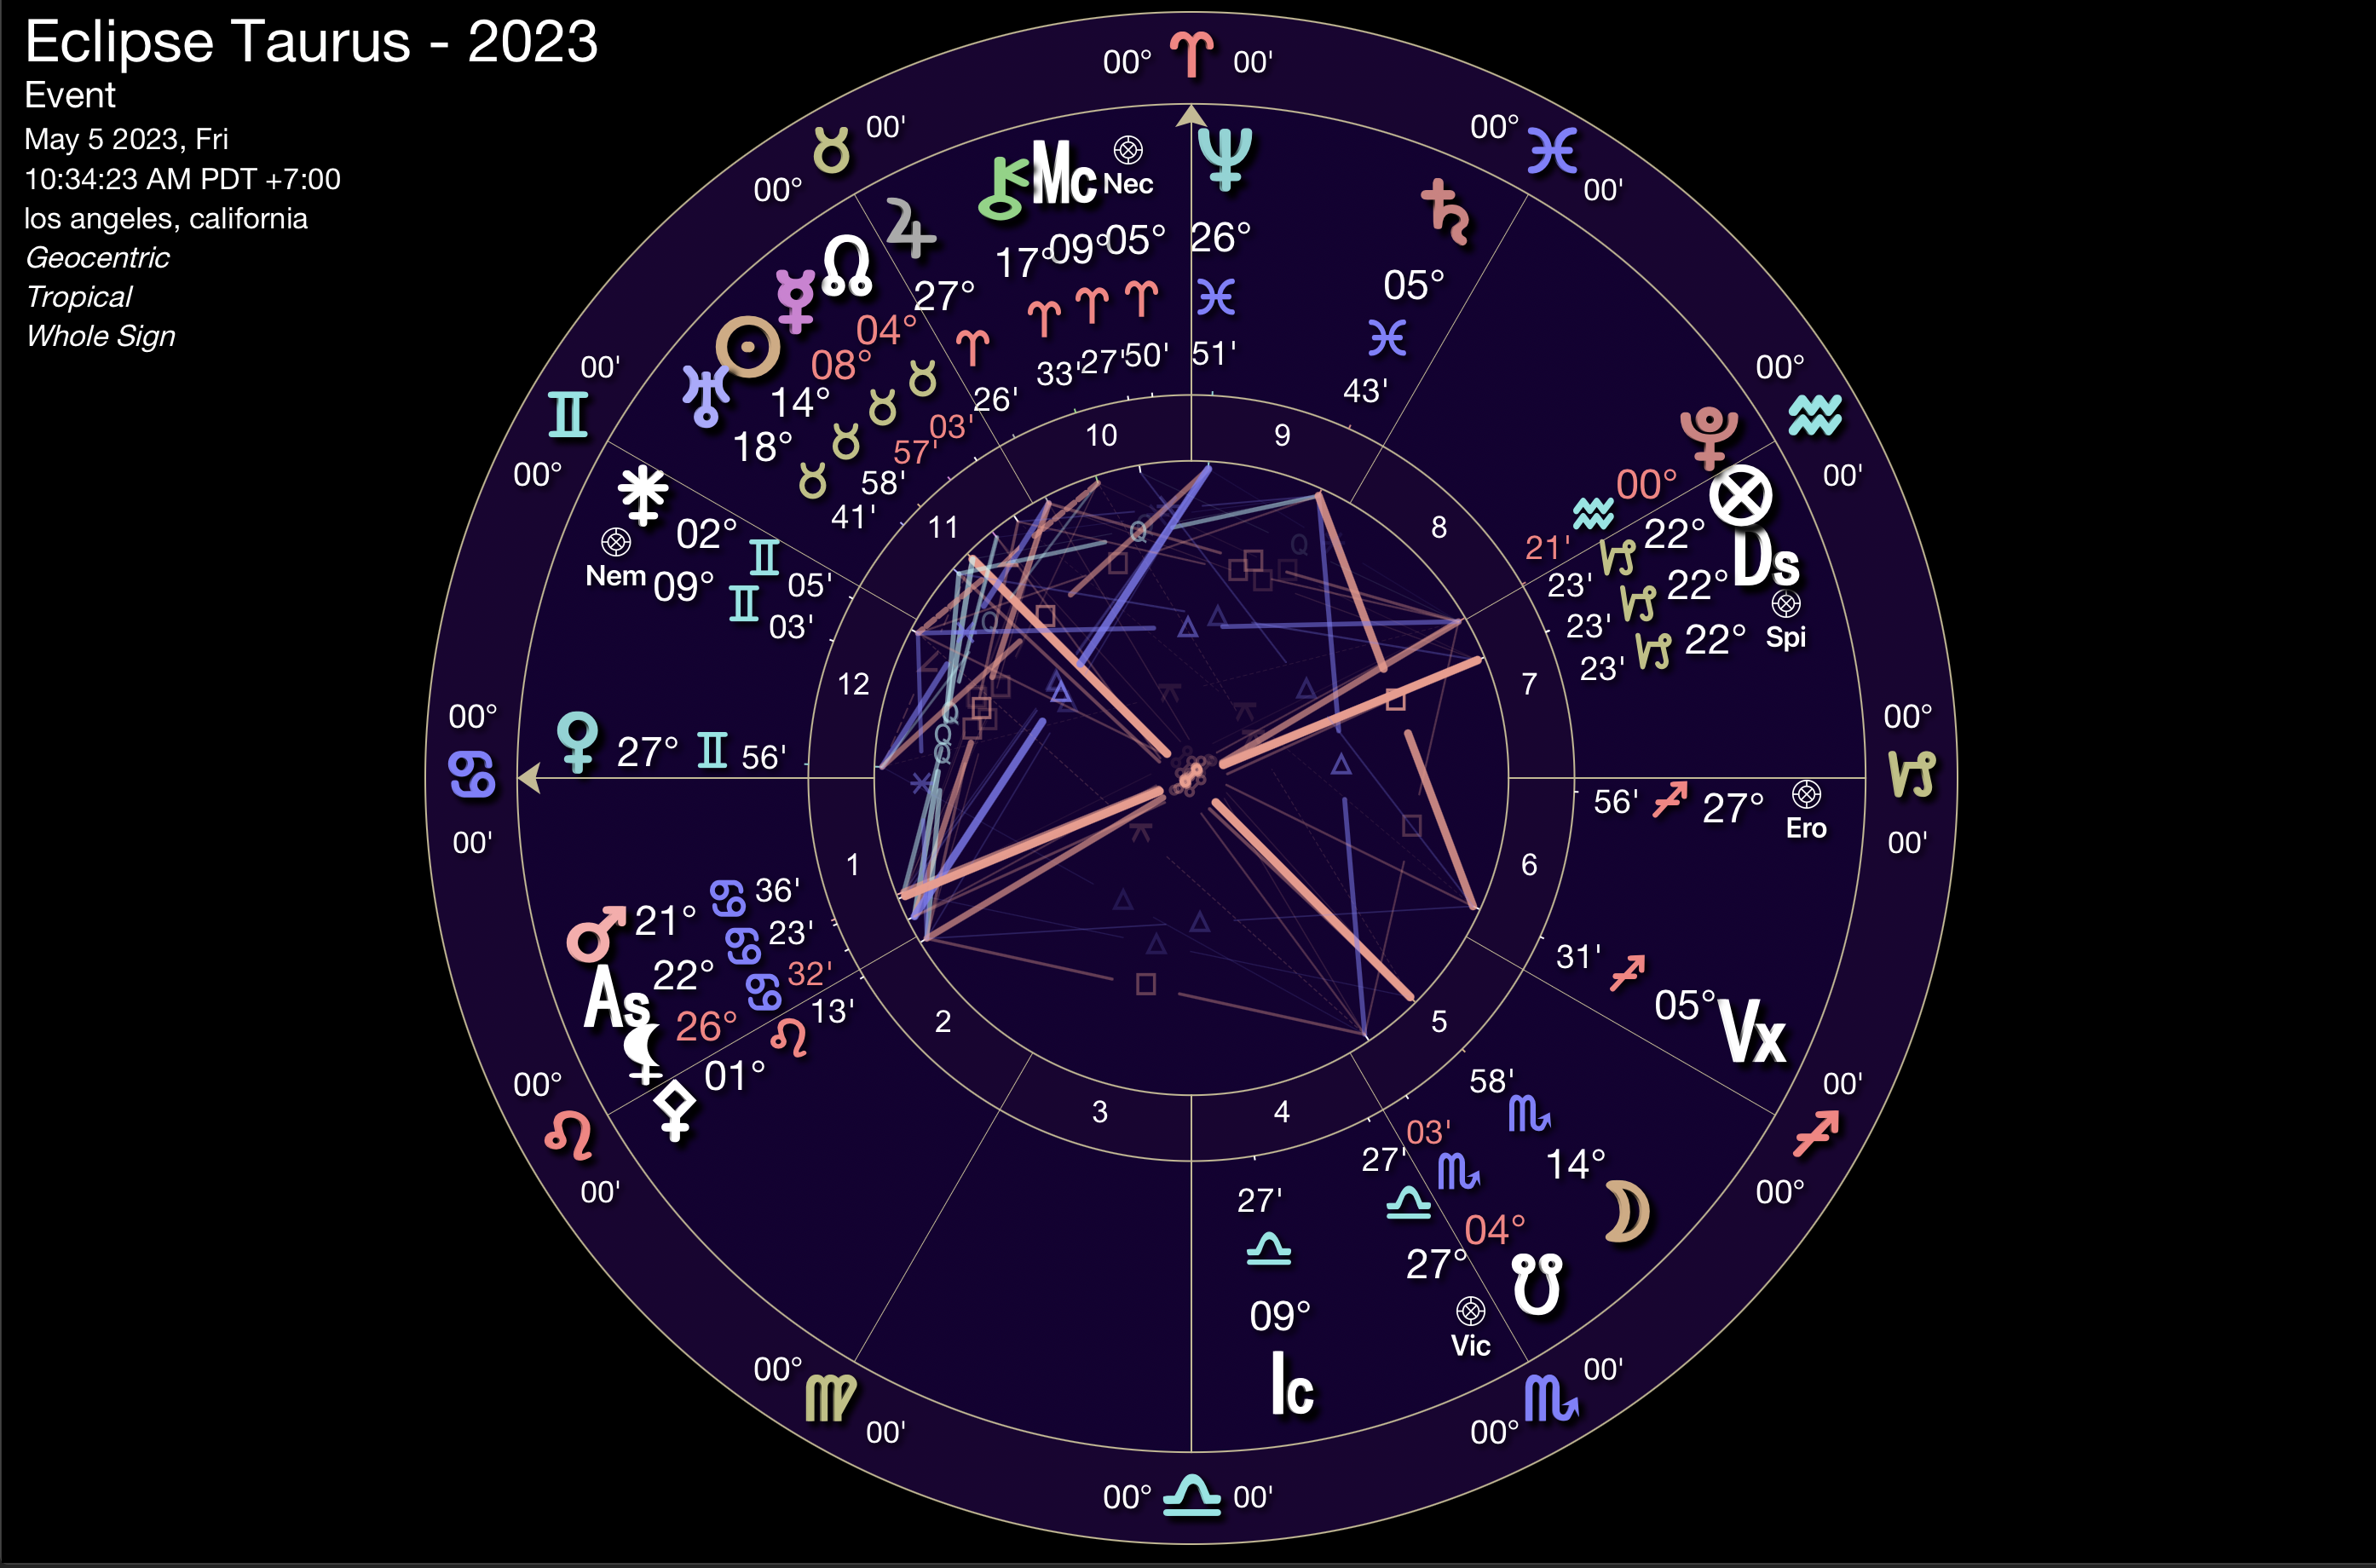 Eclipse Taurus - 2023
Event
May 5 2023, Fri
10:34:23 AM PDT +7:00
los angeles, california
Geocentric
Tropical
Whole Sign
00° ♈ 00'
00° ♉ 00'
00° ♓ 00'
00° ♊ 00'
00° ♒ 00'
00° ♋ 00'
00° ♑ 00'
00° ♌ 00'
00° ♐ 00'
00° ♍ 00'
00° ♏ 00'
00° ♎ 00'
♃ 27° ♈ 26'
⚷ 17° ♈ 33'
Mc 09° ♈ 27'
Nec 05° ♈ 50'
♆ 26° ♓ 51'
♄ 05° ♓ 43'
☊ 04° ♉ 03'
☿ 08° ♉ 57'
☉ 14° ♉ 58'
♅ 18° ♉ 41'
♇ 00° ♒ 21'
⊗ 22° ♑ 23'
Ds 22° ♑ 23'
Spi 22° ♑ 23'
⚵ 02° ♊ 05'
Nem 09° ♊ 03'
♀ 27° ♊ 56'
Ero 27° ♐ 56'
♂ 21° ♋ 36'
As 22° ♋ 23'
⚸ 26° ♋ 32'
⚴ 01° ♌ 13'
Vx 05° ♐ 31'
☽ 14° ♏ 58'
☋ 04° ♏ 03'
Vic 27° ♎ 27'
Ic 09° ♎ 27'
10
9
11
8
12
7
1
6
2
5
3
4
Q
Q
Q
Q
Q
Q